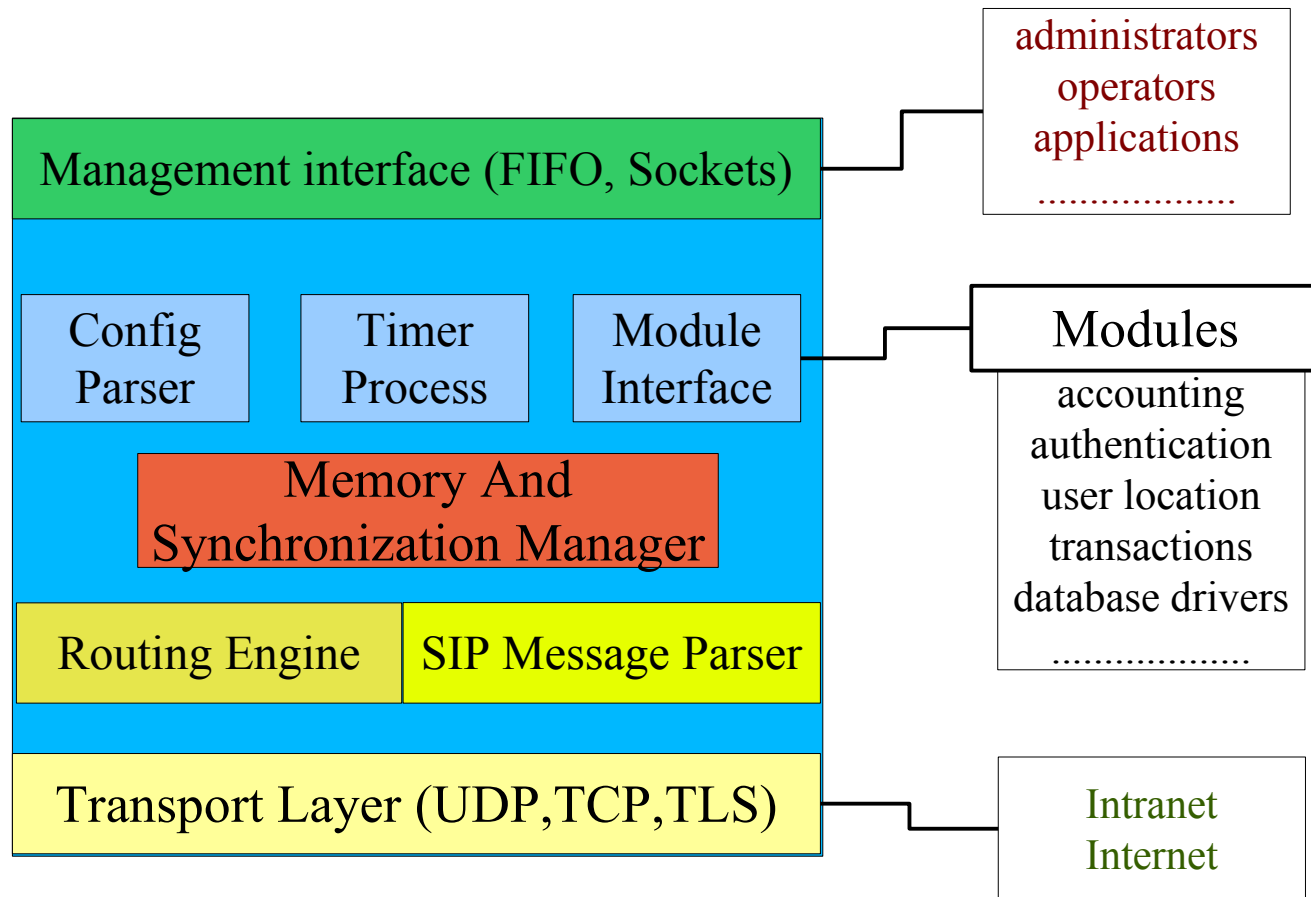 administrators
operators
applications
...................
Management interface (FIFO, Sockets)
Config
Parser
Timer
Process
Module
Interface
Modules
accounting
authentication
user location
transactions
database drivers
...................
Memory And
Synchronization Manager
Routing Engine
SIP Message Parser
Transport Layer (UDP,TCP,TLS)
Intranet
Internet